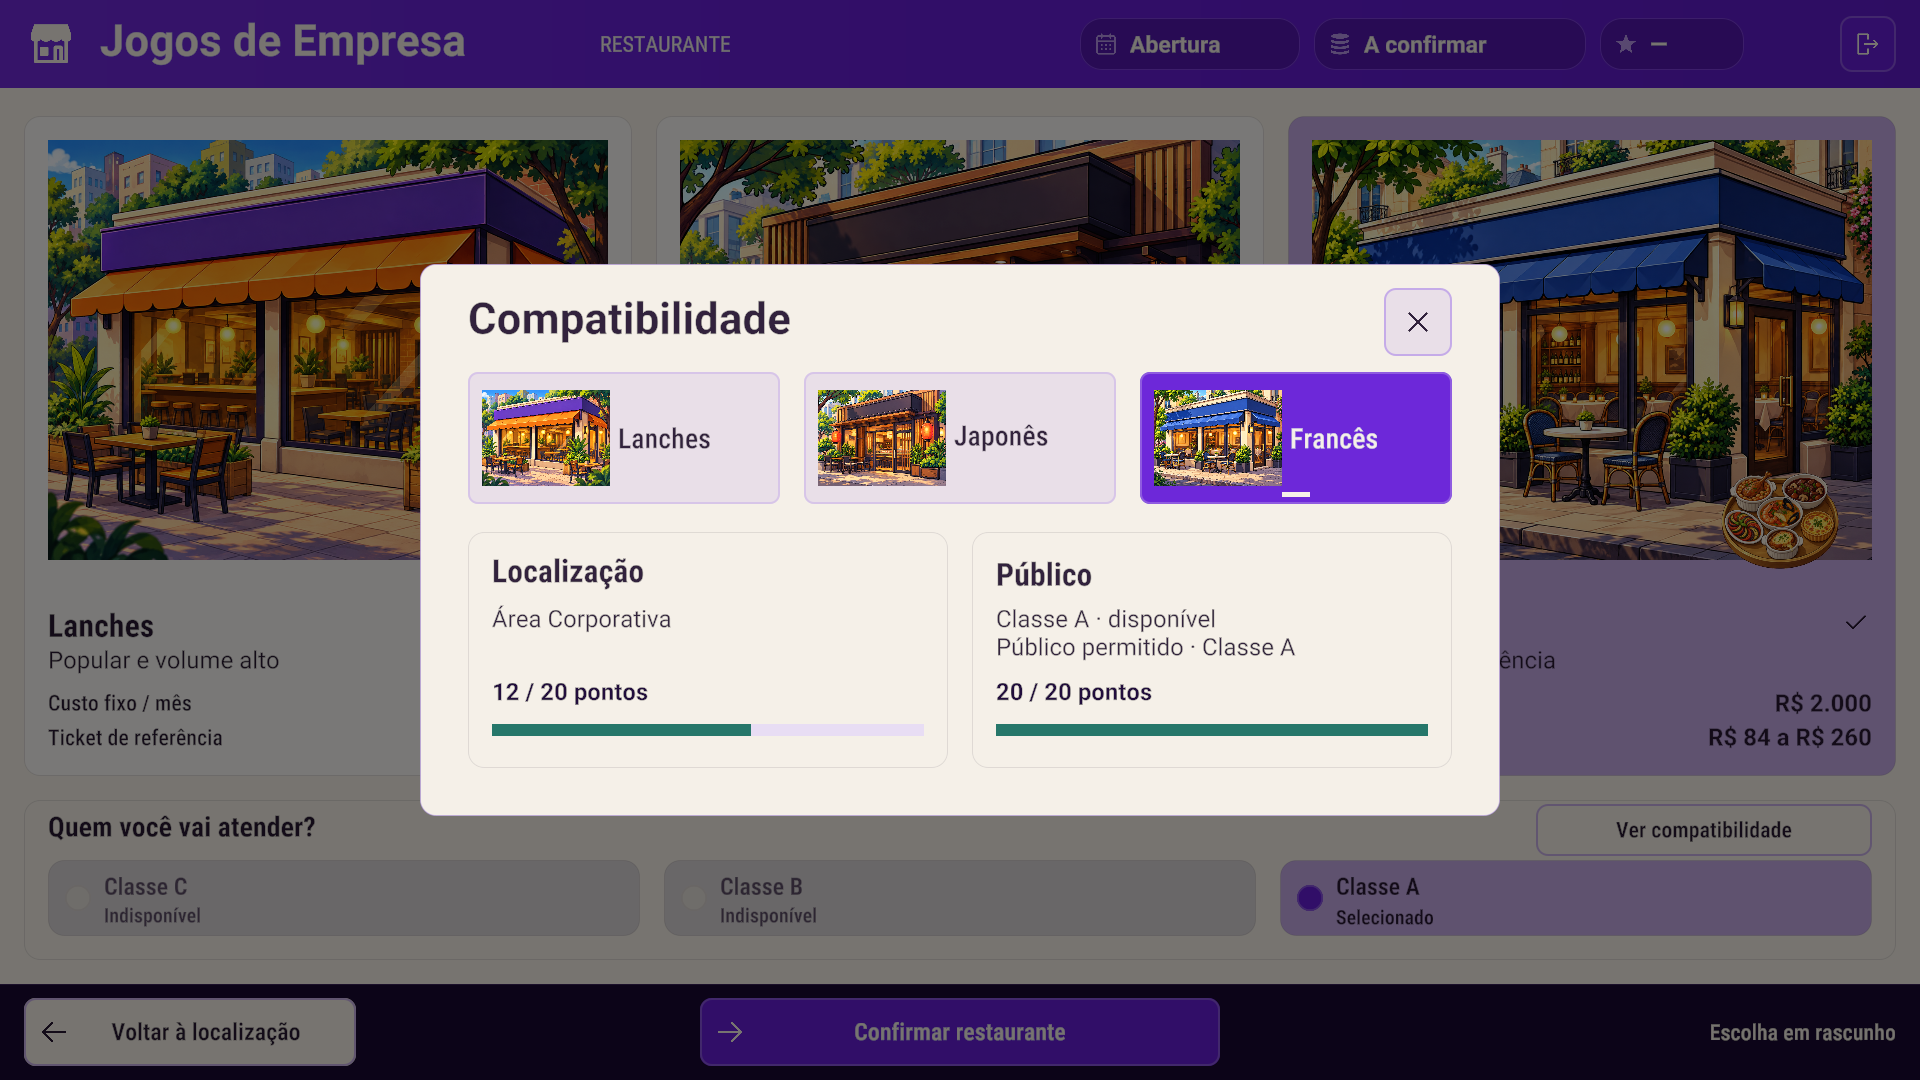 Jogos de Empresa
RESTAURANTE
Abertura
A confirmar
–
Compatibilidade
Lanches
Japonês
Francês
Localização
Área Corporativa
12 / 20 pontos
Público
Classe A · disponível
Público permitido · Classe A
20 / 20 pontos
Lanches
Popular e volume alto
Custo fixo / mês
Ticket de referência
ência
R$ 2.000
R$ 84 a R$ 260
Quem você vai atender?
Ver compatibilidade
Classe C
Indisponível
Classe B
Indisponível
Classe A
Selecionado
Voltar à localização
Confirmar restaurante
Escolha em rascunho